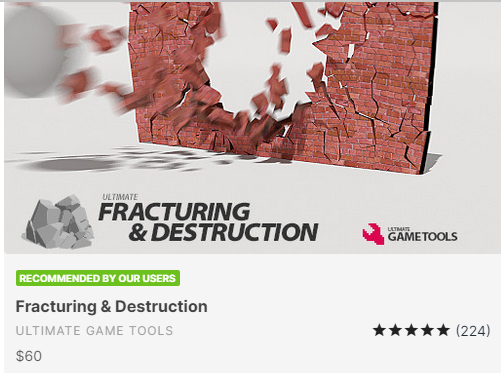 ULTIMATE
FRACTURING
& DESTRUCTION
ULTIMATE
GAMETOOLS
RECOMMENDED BY OUR USERS
Fracturing & Destruction
ULTIMATE GAME TOOLS
★★★★★ (224)
$60